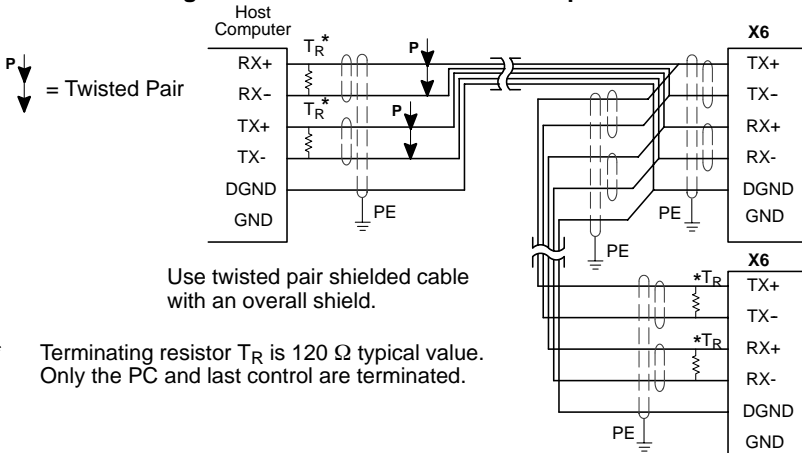 Host
Computer
X6
P
= Twisted Pair
RX+
RX-
TX+
TX-
DGND
GND
TR*
TR*
P
P
PE
TX+
TX-
RX+
RX-
DGND
GND
PE
PE
Use twisted pair shielded cable
with an overall shield.
X6
*TR
*TR
TX+
TX-
RX+
RX-
DGND
GND
PE
Terminating resistor TR is 120 Ω typical value.
Only the PC and last control are terminated.